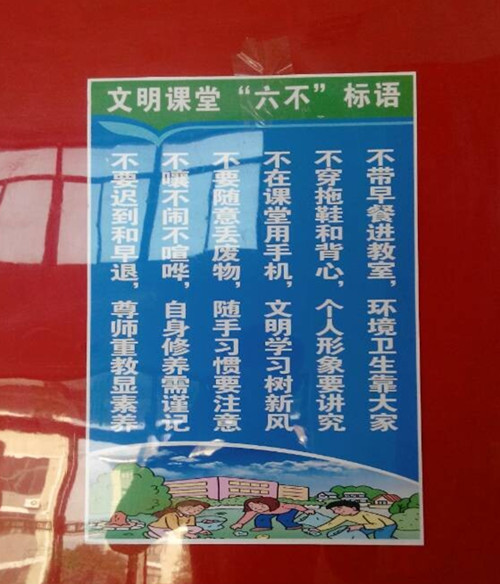 文明课堂“六不”标语
不带早餐进教室，环境卫生靠大家
不穿拖鞋和背心，个人形象要讲究
不在课堂用手机，文明学习树新风
不要随意丢废物，随手习惯要注意
不嚷不闹不喧哗，自身修养需谨记
不要迟到和早退，尊师重教显素养